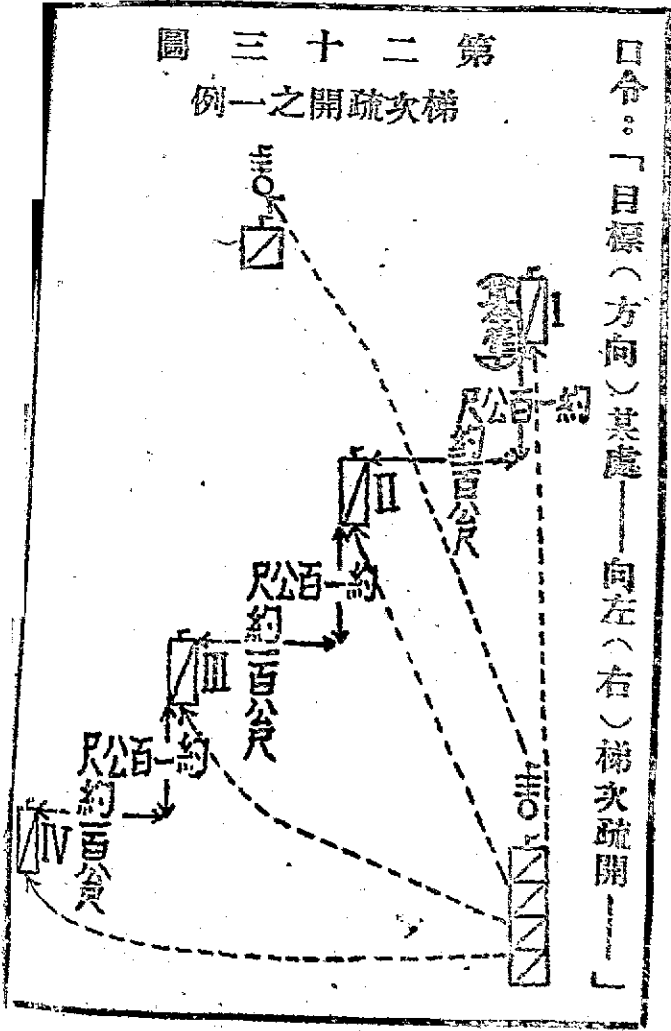 口令：「目標（方向）某處——向左（右）梯次疏開——」
第二十三圖
梯次疏開之一例
I
（基準）
約一百公尺
約一百公尺
II
約一百公尺
約一百公尺
III
約一百公尺
約一百公尺
IV